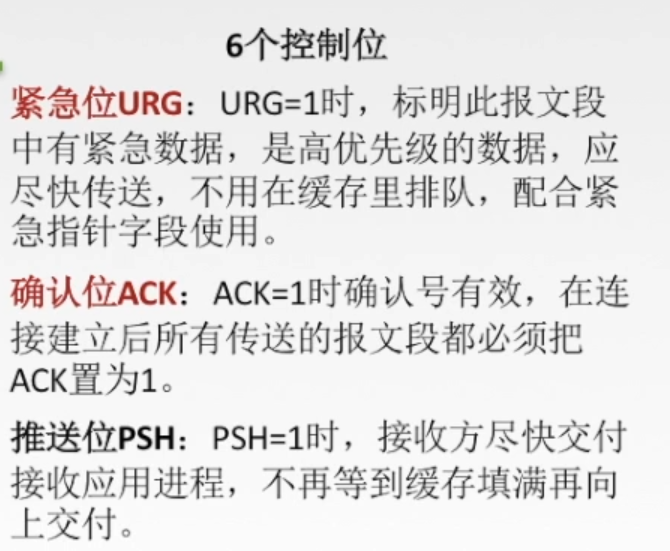 6个控制位
紧急位URG：URG=1时，标明此报文段
中有紧急数据，是高优先级的数据，应
尽快传送，不用在缓存里排队，配合紧
急指针字段使用。
确认位ACK：ACK=1时确认号有效，在连
接建立后所有传送的报文段都必须把
ACK置为1。
推送位PSH：PSH=1时，接收方尽快交付
接收应用进程，不再等到缓存填满再向
上交付。